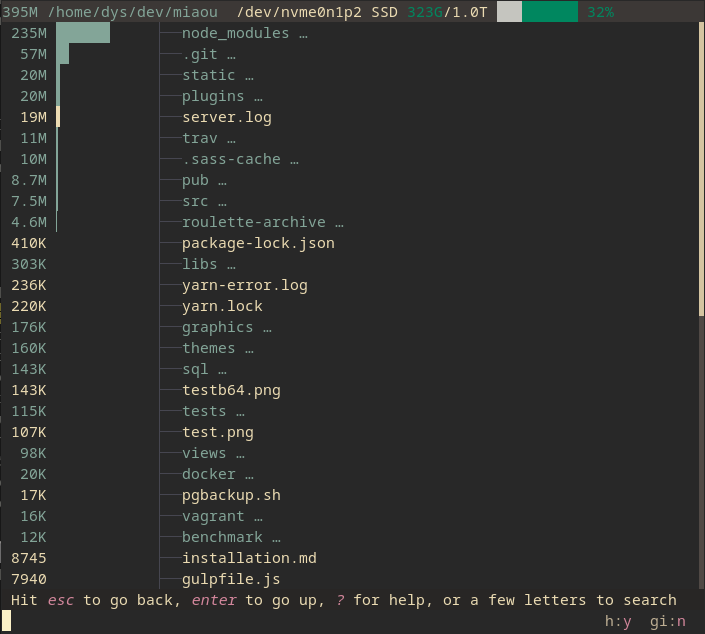 395M /home/dys/dev/miaou  /dev/nvme0n1p2 SSD 323G/1.0T 32%
235M node_modules …
57M .git …
20M static …
20M plugins …
19M server.log
11M trav …
10M .sass-cache …
8.7M pub …
7.5M src …
4.6M roulette-archive …
410K package-lock.json
303K libs …
236K yarn-error.log
220K yarn.lock
176K graphics …
160K themes …
143K sql …
143K testb64.png
115K tests …
107K test.png
98K views …
20K docker …
17K pgbackup.sh
16K vagrant …
12K benchmark …
8745 installation.md
7940 gulpfile.js
Hit esc to go back, enter to go up, ? for help, or a few letters to search
h:y  gi:n